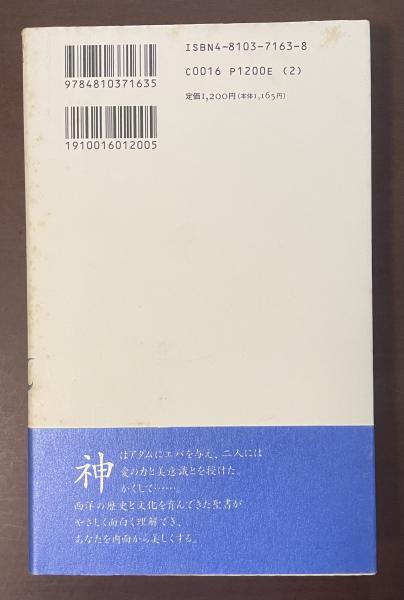 ISBN4-8103-7163-8
C0016 P1200E (2)
定価1,200円(本体1,165円)
9784810371635
1910016012005
神はアダムにエバを与え、二人には
愛の力と美意識とを授けた。
かくして……。
西洋の歴史と文化を育んできた聖書が
やさしく面白く理解でき、
あなたを内面から美しくする。